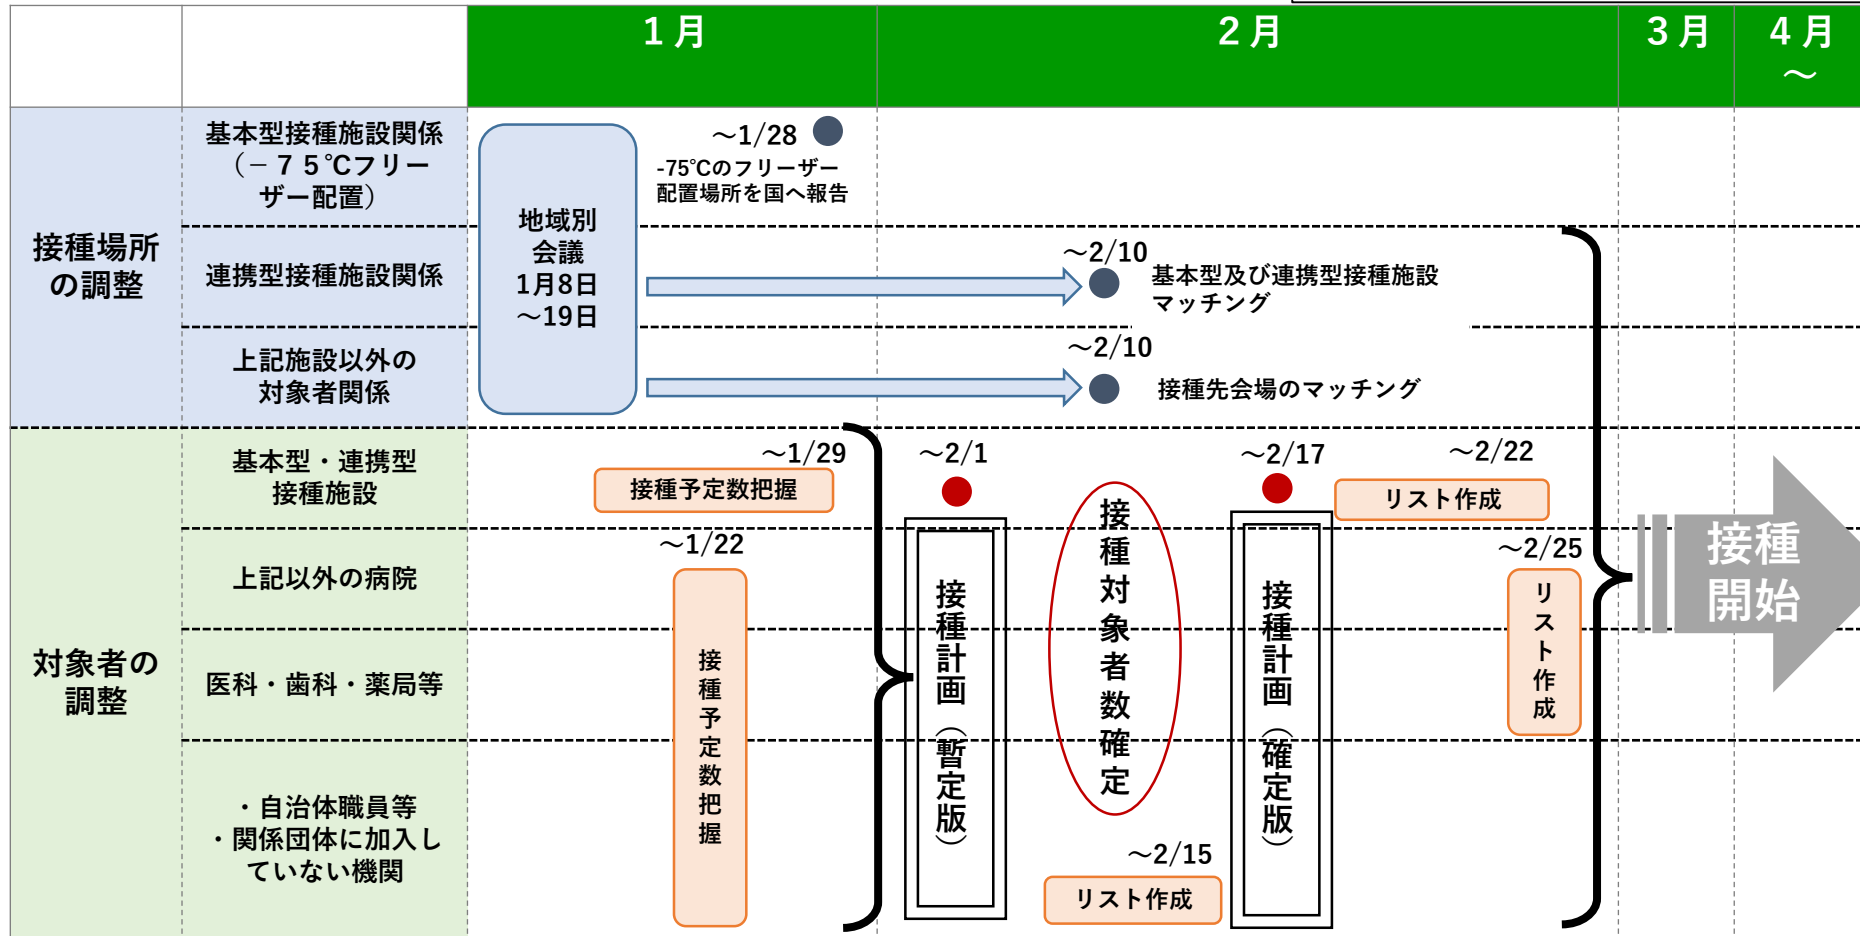 1月
2月
3月
4月
～
接種場所
の調整
基本型接種施設関係
（－７５℃フリー
ザー配置）
連携型接種施設関係
上記施設以外の
対象者関係
地域別
会議
1月8日
～19日
～1/28
-75℃のフリーザー
配置場所を国へ報告
～2/10
基本型及び連携型接種施設
マッチング
～2/10
接種先会場のマッチング
対象者の
調整
基本型・連携型
接種施設
上記以外の病院
医科・歯科・薬局等
・自治体職員等
・関係団体に加入し
ていない機関
～1/29
接種予定数把握
～1/22
接種予定数把握
～2/1
接種計画（暫定版）
接種対象者数確定
～2/15
リスト作成
～2/17
接種計画（確定版）
～2/22
リスト作成
～2/25
リスト作成
接種
開始